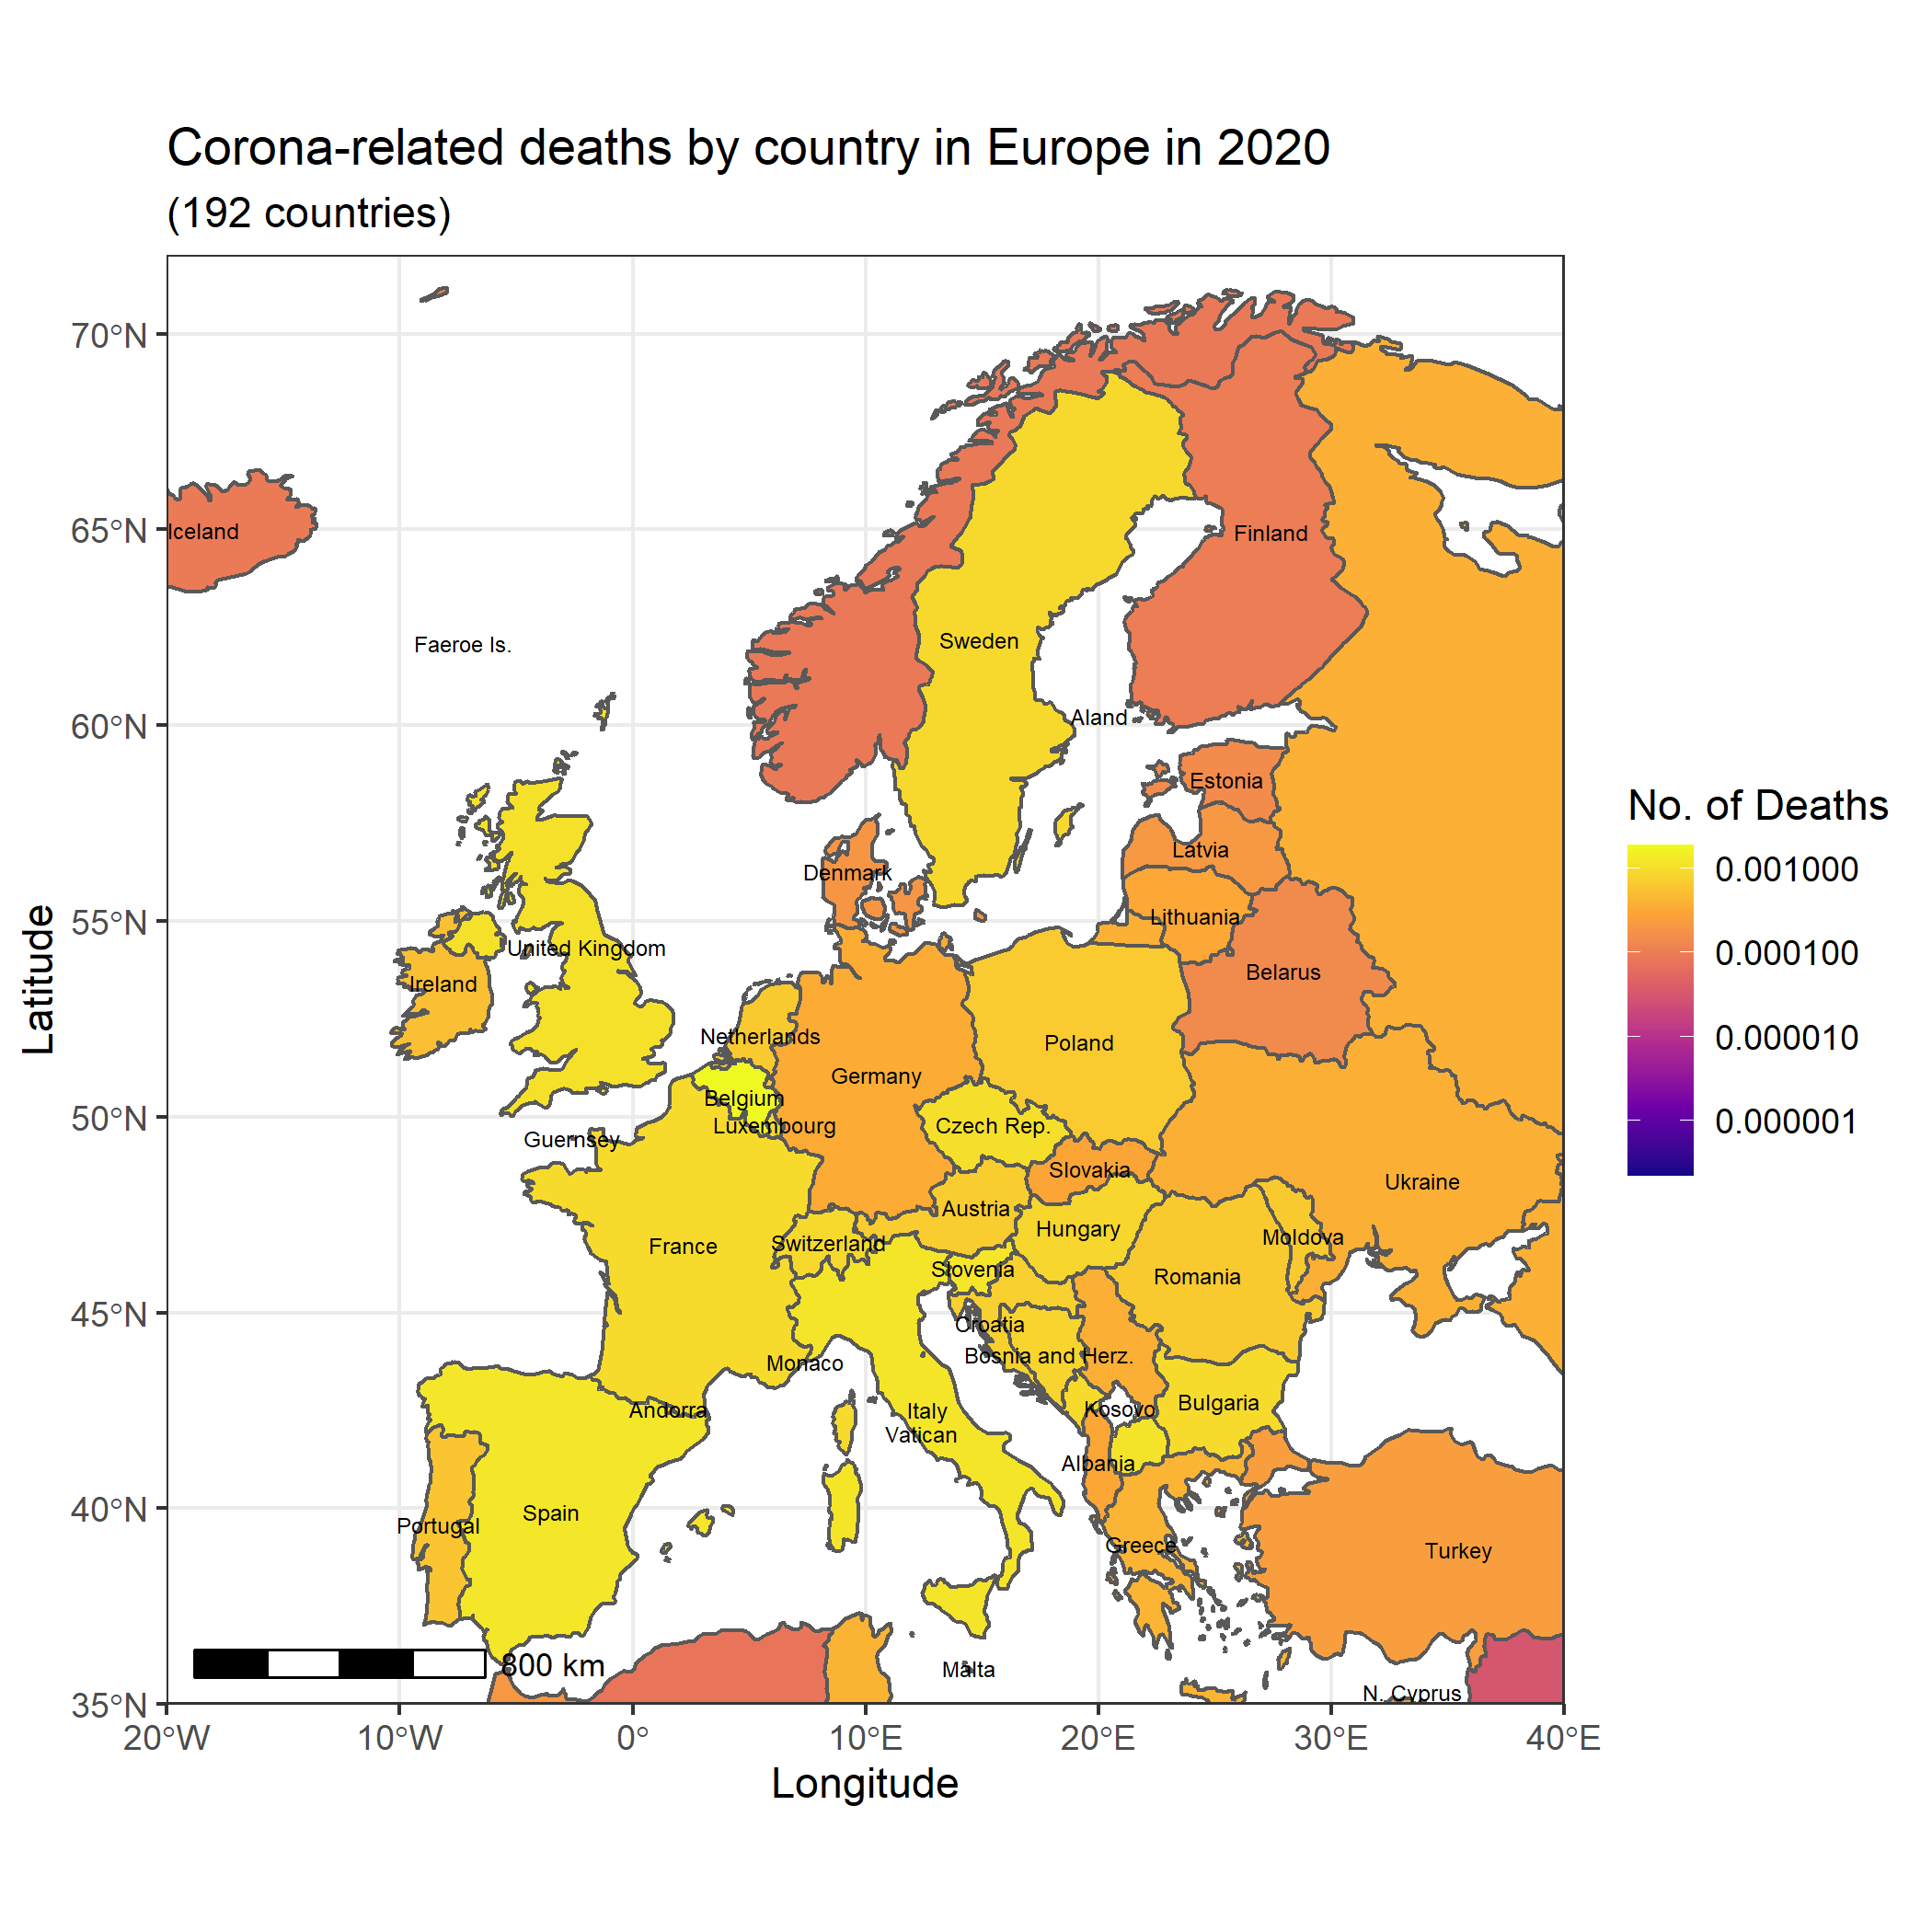 Corona-related deaths by country in Europe in 2020
(192 countries)
70°N
65°N
60°N
55°N
50°N
45°N
40°N
35°N
Latitude
Iceland
Faeroe Is.
Finland
Sweden
Aland
Estonia
Latvia
Denmark
Lithuania
United Kingdom
Ireland
Belarus
Netherlands
Poland
Germany
Belgium
Luxembourg
Czech Rep.
Guernsey
Slovakia
Ukraine
Austria
Hungary
Moldova
France
Switzerland
Slovenia
Romania
Croatia
Bosnia and Herz.
Monaco
Bulgaria
Andorra
Italy
Kosovo
Vatican
Albania
Spain
Portugal
Greece
Turkey
800 km
Malta
N. Cyprus
20°W
10°W
0°
10°E
20°E
30°E
40°E
Longitude
No. of Deaths
0.001000
0.000100
0.000010
0.000001